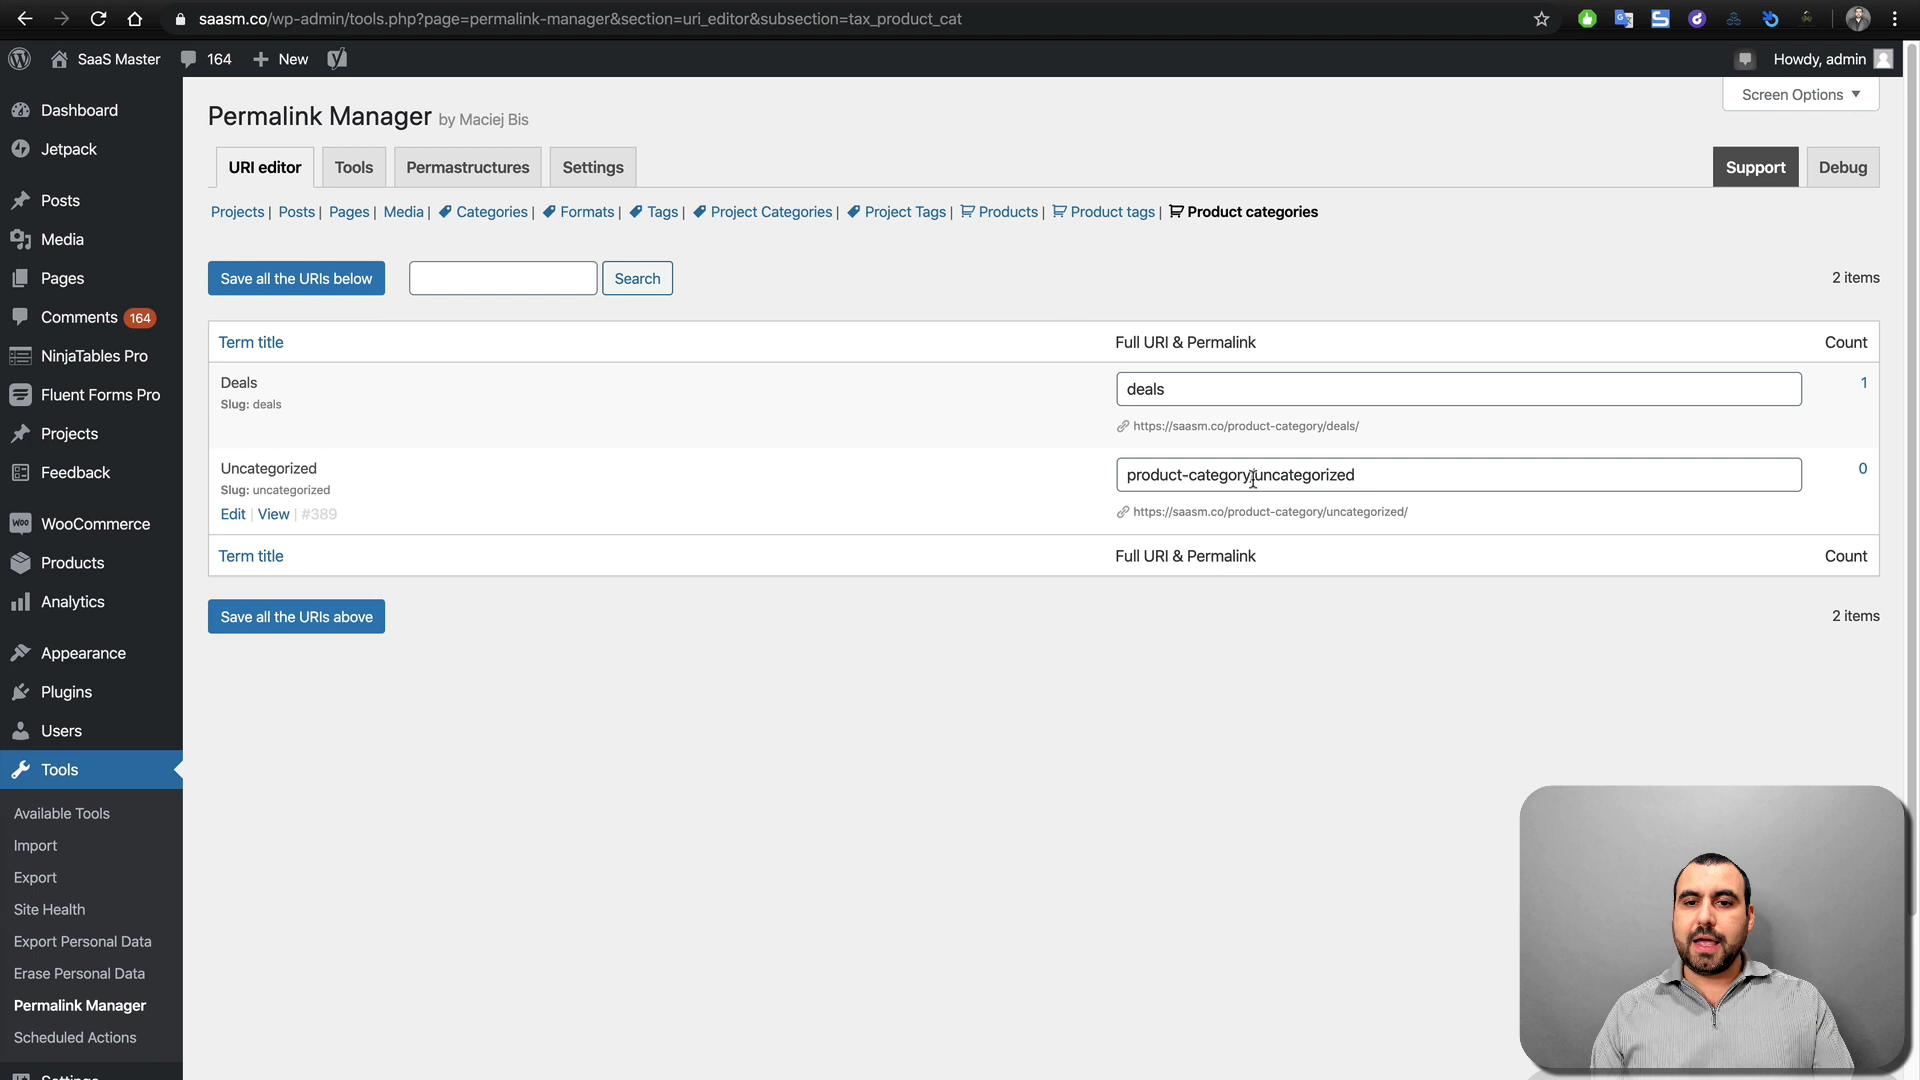 saasm.co/wp-admin/tools.php?page=permalink-manager&section=uri_editor&subsection=tax_product_cat
SaaS Master 164 New Howdy, admin
Screen Options
Dashboard
Jetpack
Posts
Media
Pages
Comments 164
NinjaTables Pro
Fluent Forms Pro
Projects
Feedback
WooCommerce
Products
Analytics
Appearance
Plugins
Users
Tools
Available Tools
Import
Export
Site Health
Export Personal Data
Erase Personal Data
Permalink Manager
Scheduled Actions
Settings
Permalink Manager by Maciej Bis
URI editor Tools Permastructures Settings Support Debug
Projects | Posts | Pages | Media | Categories | Formats | Tags | Project Categories | Project Tags | Products | Product tags | Product categories
Save all the URIs below Search 2 items
Term title Full URI & Permalink Count
Deals deals 1
Slug: deals
https://saasm.co/product-category/deals/
Uncategorized product-category/uncategorized 0
Slug: uncategorized
Edit | View | #389 https://saasm.co/product-category/uncategorized/
Term title Full URI & Permalink Count
Save all the URIs above 2 items